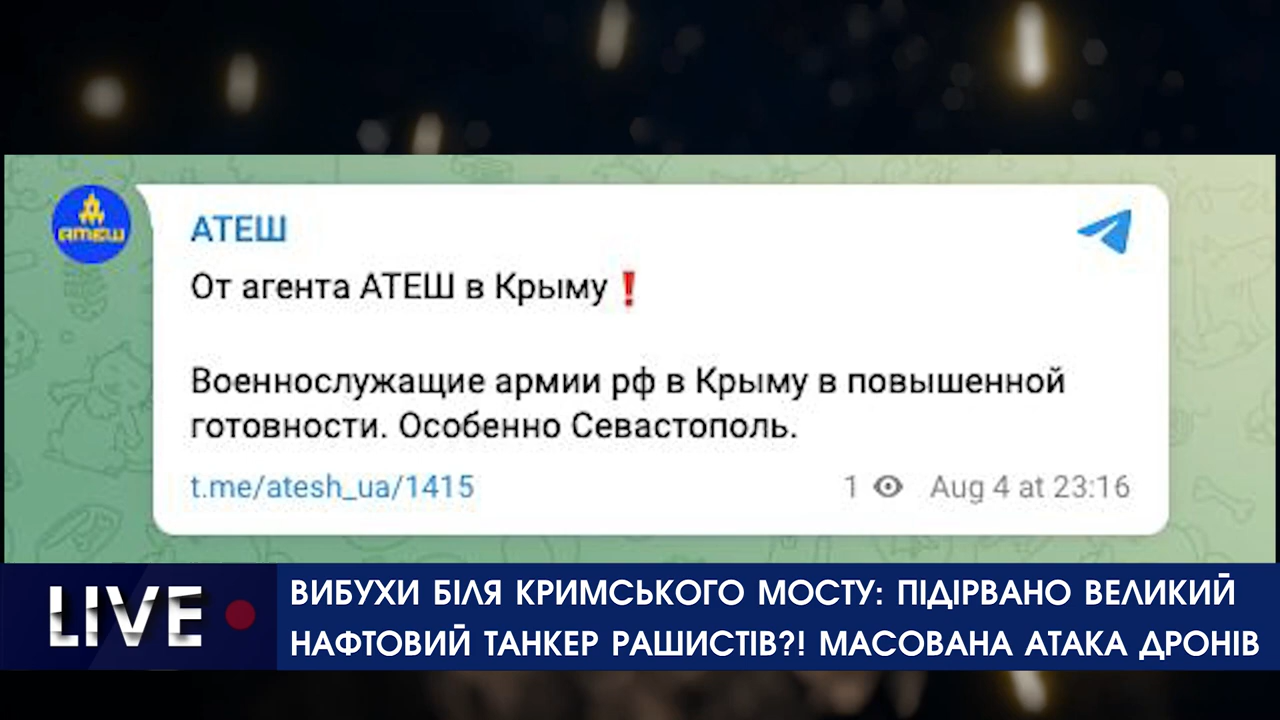 АТЕШ
АТЕШ
От агента АТЕШ в Крыму❗
Военнослужащие армии рф в Крыму в повышенной
готовности. Особенно Севастополь.
t.me/atesh_ua/1415
1 Aug 4 at 23:16
LIVE
ВИБУХИ БІЛЯ КРИМСЬКОГО МОСТУ: ПІДІРВАНО ВЕЛИКИЙ
НАФТОВИЙ ТАНКЕР РАШИСТІВ?! МАСОВАНА АТАКА ДРОНІВ